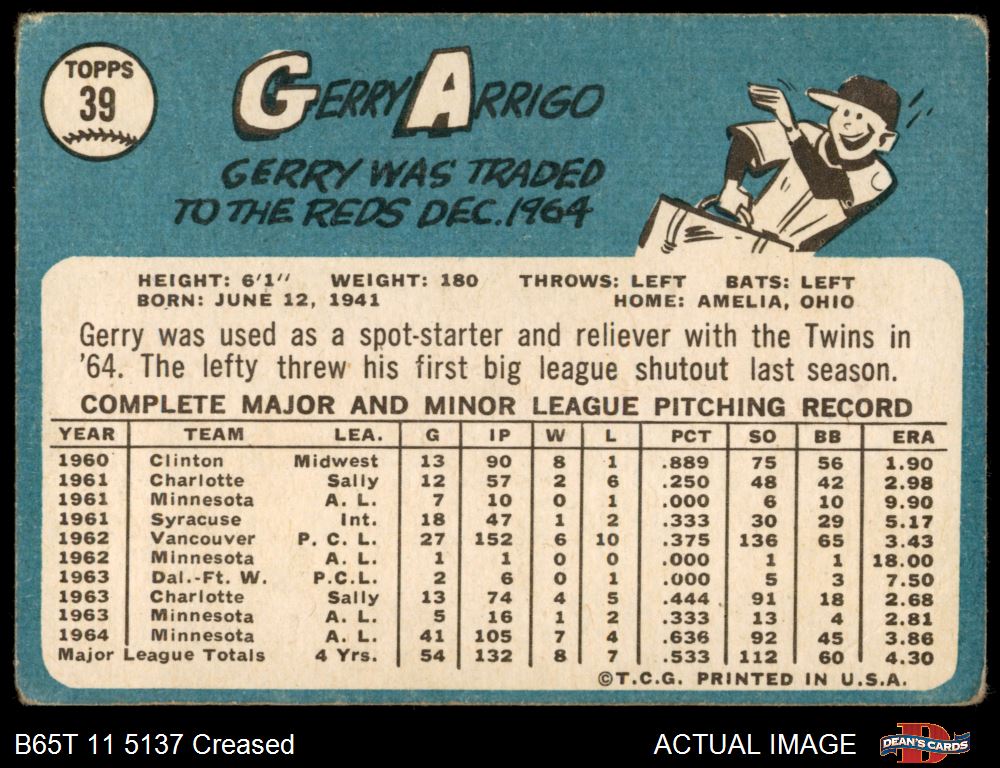 TOPPS
39
GERRY ARRIGO
GERRY WAS TRADED
TO THE REDS DEC. 1964
HEIGHT: 6'1" WEIGHT: 180 THROWS: LEFT BATS: LEFT
BORN: JUNE 12, 1941 HOME: AMELIA, OHIO
Gerry was used as a spot-starter and reliever with the Twins in
'64. The lefty threw his first big league shutout last season.
COMPLETE MAJOR AND MINOR LEAGUE PITCHING RECORD
YEAR TEAM LEA. G IP W L PCT SO BB ERA
1960 Clinton Midwest 13 90 8 1 .889 75 56 1.90
1961 Charlotte Sally 12 57 2 6 .250 48 42 2.98
1961 Minnesota A. L. 7 10 0 1 .000 6 10 9.90
1961 Syracuse Int. 18 47 1 2 .333 30 29 5.17
1962 Vancouver P. C. L. 27 152 6 10 .375 136 65 3.43
1962 Minnesota A. L. 1 1 0 0 .000 1 1 18.00
1963 Dal.-Ft. W. P.C.L. 2 6 0 1 .000 5 3 7.50
1963 Charlotte Sally 13 74 4 5 .444 91 18 2.68
1963 Minnesota A. L. 5 16 1 2 .333 13 4 2.81
1964 Minnesota A. L. 41 105 7 4 .636 92 45 3.86
Major League Totals 4 Yrs. 54 132 8 7 .533 112 60 4.30
©T.C.G. PRINTED IN U.S.A.
B65T 11 5137 Creased ACTUAL IMAGE
DEAN'S CARDS